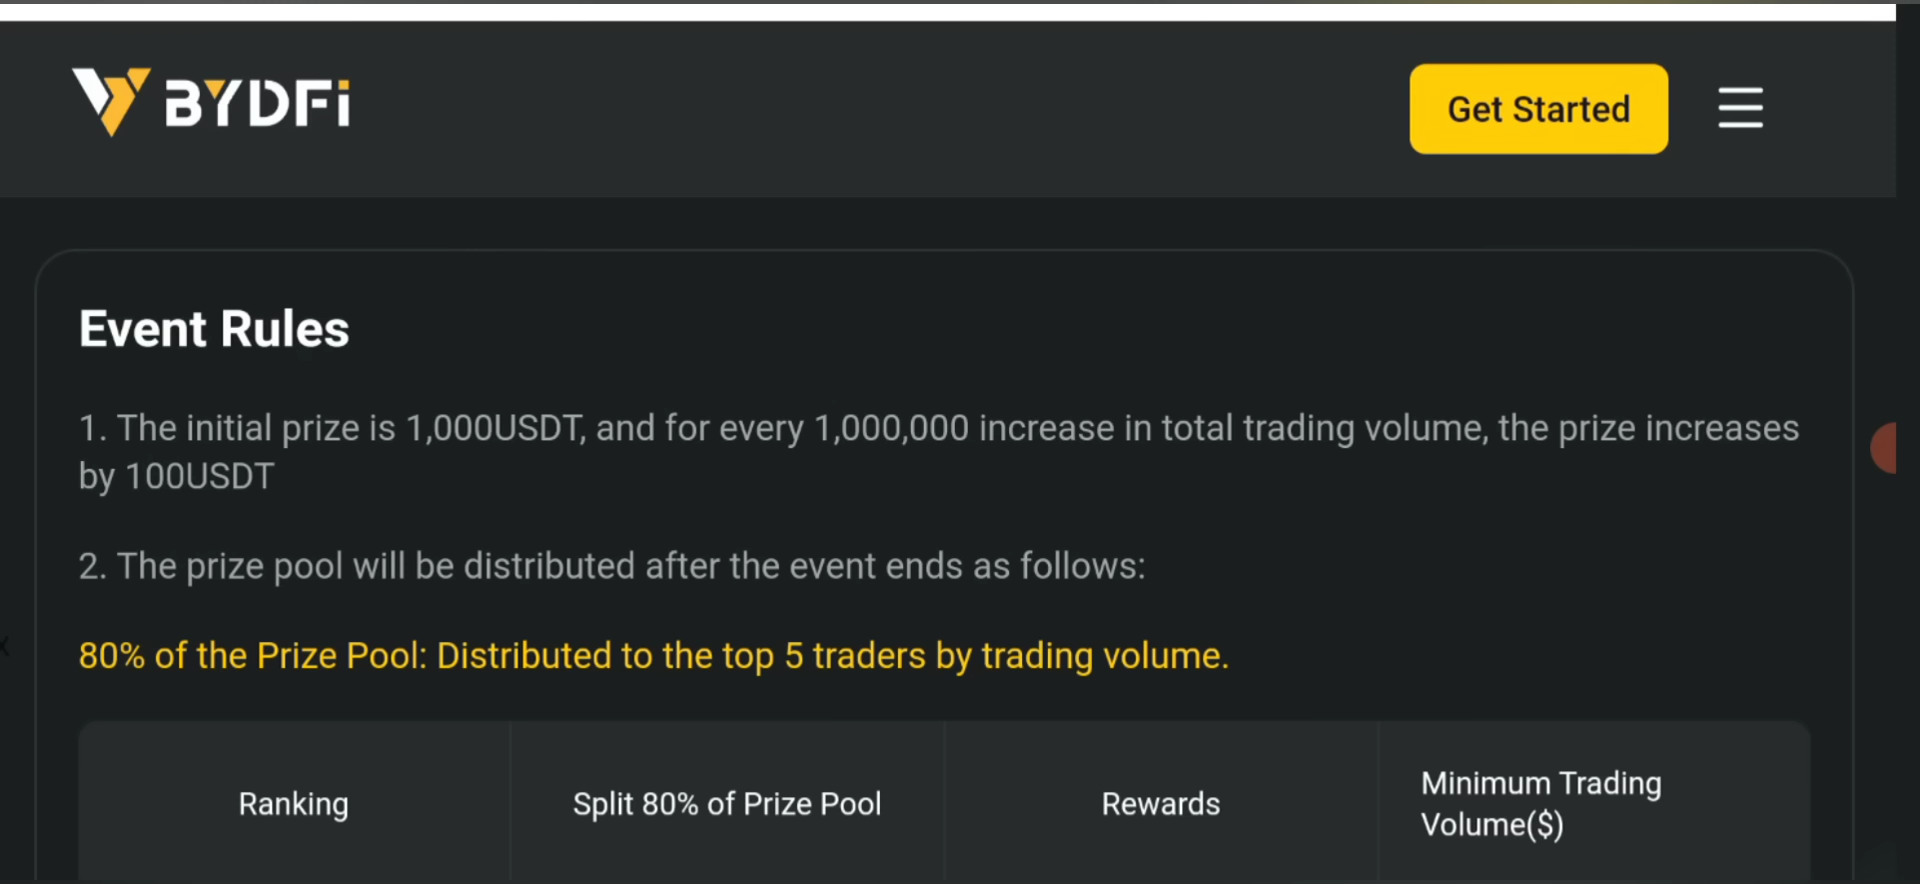 BYDFi
Get Started
Event Rules
1. The initial prize is 1,000USDT, and for every 1,000,000 increase in total trading volume, the prize increases
by 100USDT
2. The prize pool will be distributed after the event ends as follows:
80% of the Prize Pool: Distributed to the top 5 traders by trading volume.
Ranking
Split 80% of Prize Pool
Rewards
Minimum Trading
Volume($)